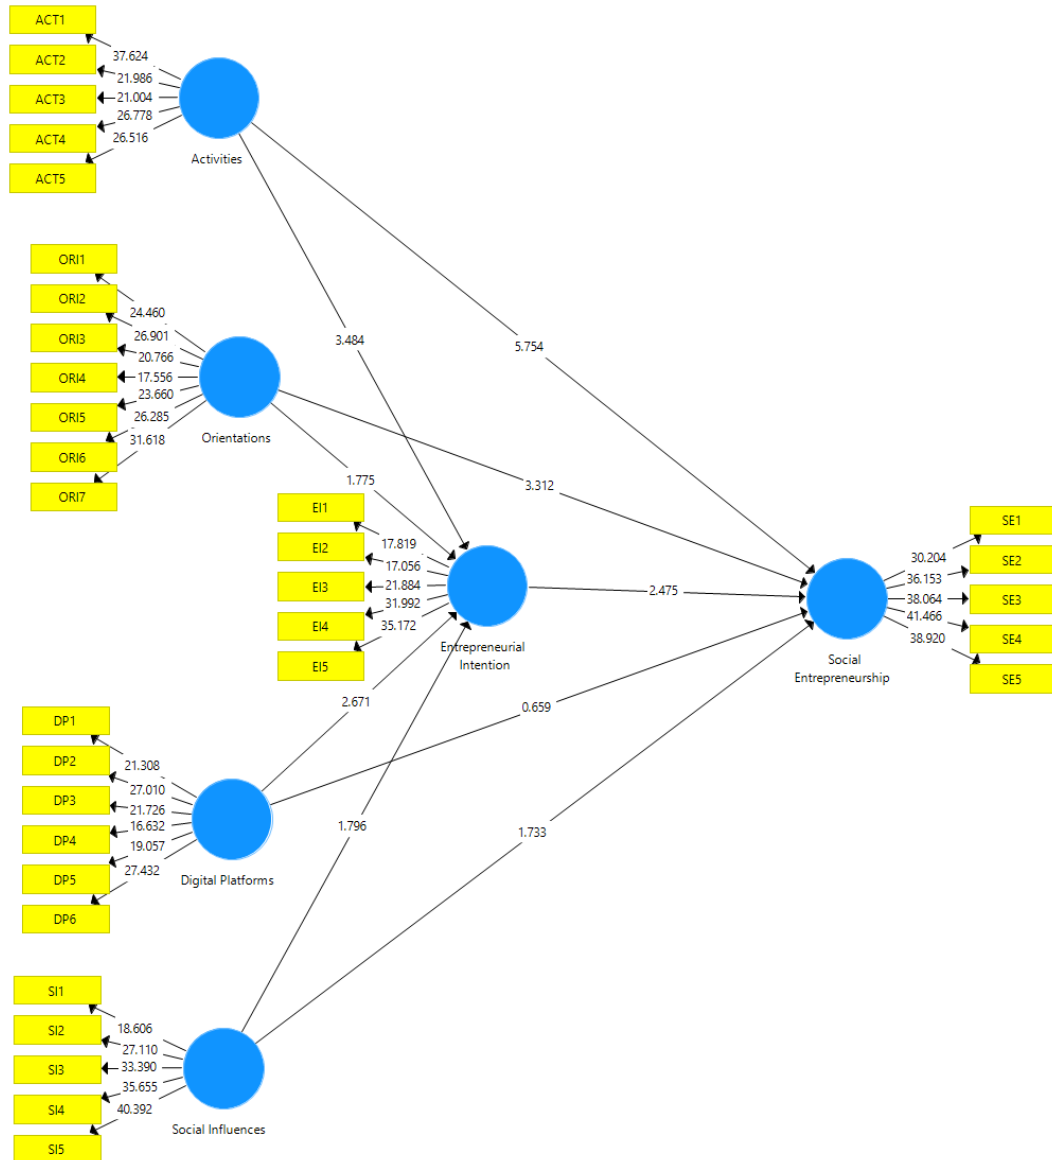 ACT1
37.624
ACT2
21.986
ACT3
21.004
26.778
ACT4
26.516
Activities
ACT5
ORI1
ORI2
24.460
ORI3
26.901
3.484
5.754
20.766
ORI4
17.556
23.660
ORI5
26.285
31.618
Orientations
ORI6
1.775
3.312
ORI7
EI1
17.819
EI2
17.056
EI3
21.884
31.992
EI4
35.172
EI5
Entrepreneurial
Intention
2.475
SE1
30.204
SE2
36.153
SE3
38.064
41.466
SE4
38.920
SE5
Social
Entrepreneurship
2.671
0.659
DP1
DP2
21.308
27.010
DP3
21.726
16.632
DP4
19.057
27.432
DP5
DP6
Digital Platforms
1.796
1.733
SI1
18.606
SI2
27.110
SI3
33.390
35.655
SI4
40.392
SI5
Social Influences